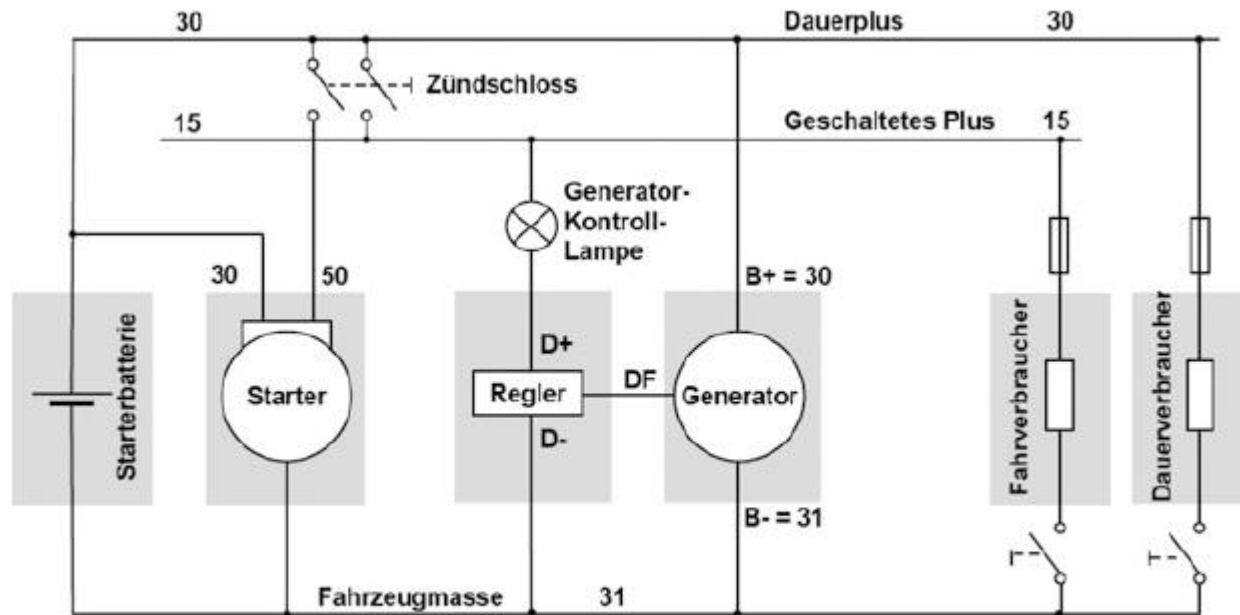 30
Dauerplus
30
Zündschloss
15
Geschaltetes Plus
15
Generator-
Kontroll-
Lampe
30
50
B+ = 30
Starterbatterie
Starter
D+
Regler
D-
DF
Generator
B- = 31
Fahrverbraucher
Dauerverbraucher
Fahrzeugmasse
31